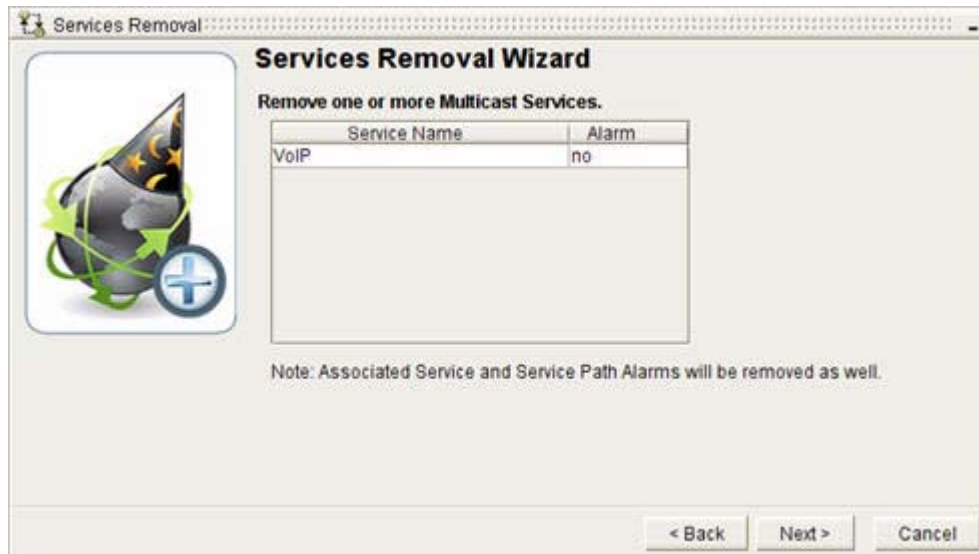 Services Removal
Services Removal Wizard
Remove one or more Multicast Services.
Service Name Alarm
VoIP no
Note: Associated Service and Service Path Alarms will be removed as well.
< Back Next > Cancel